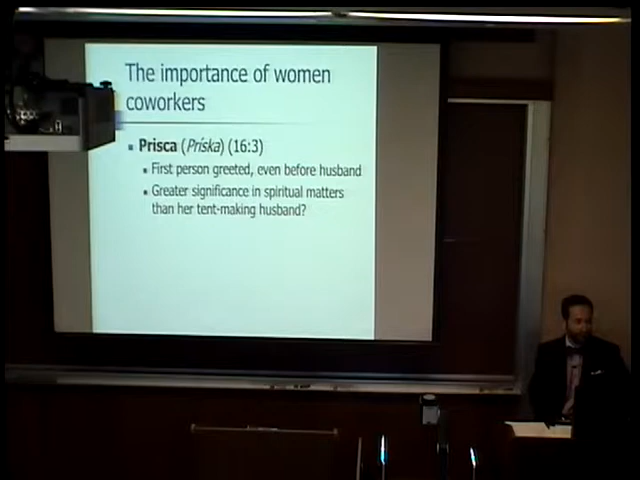 The importance of women
coworkers
Prisca (Príska) (16:3)
First person greeted, even before husband
Greater significance in spiritual matters
than her tent-making husband?